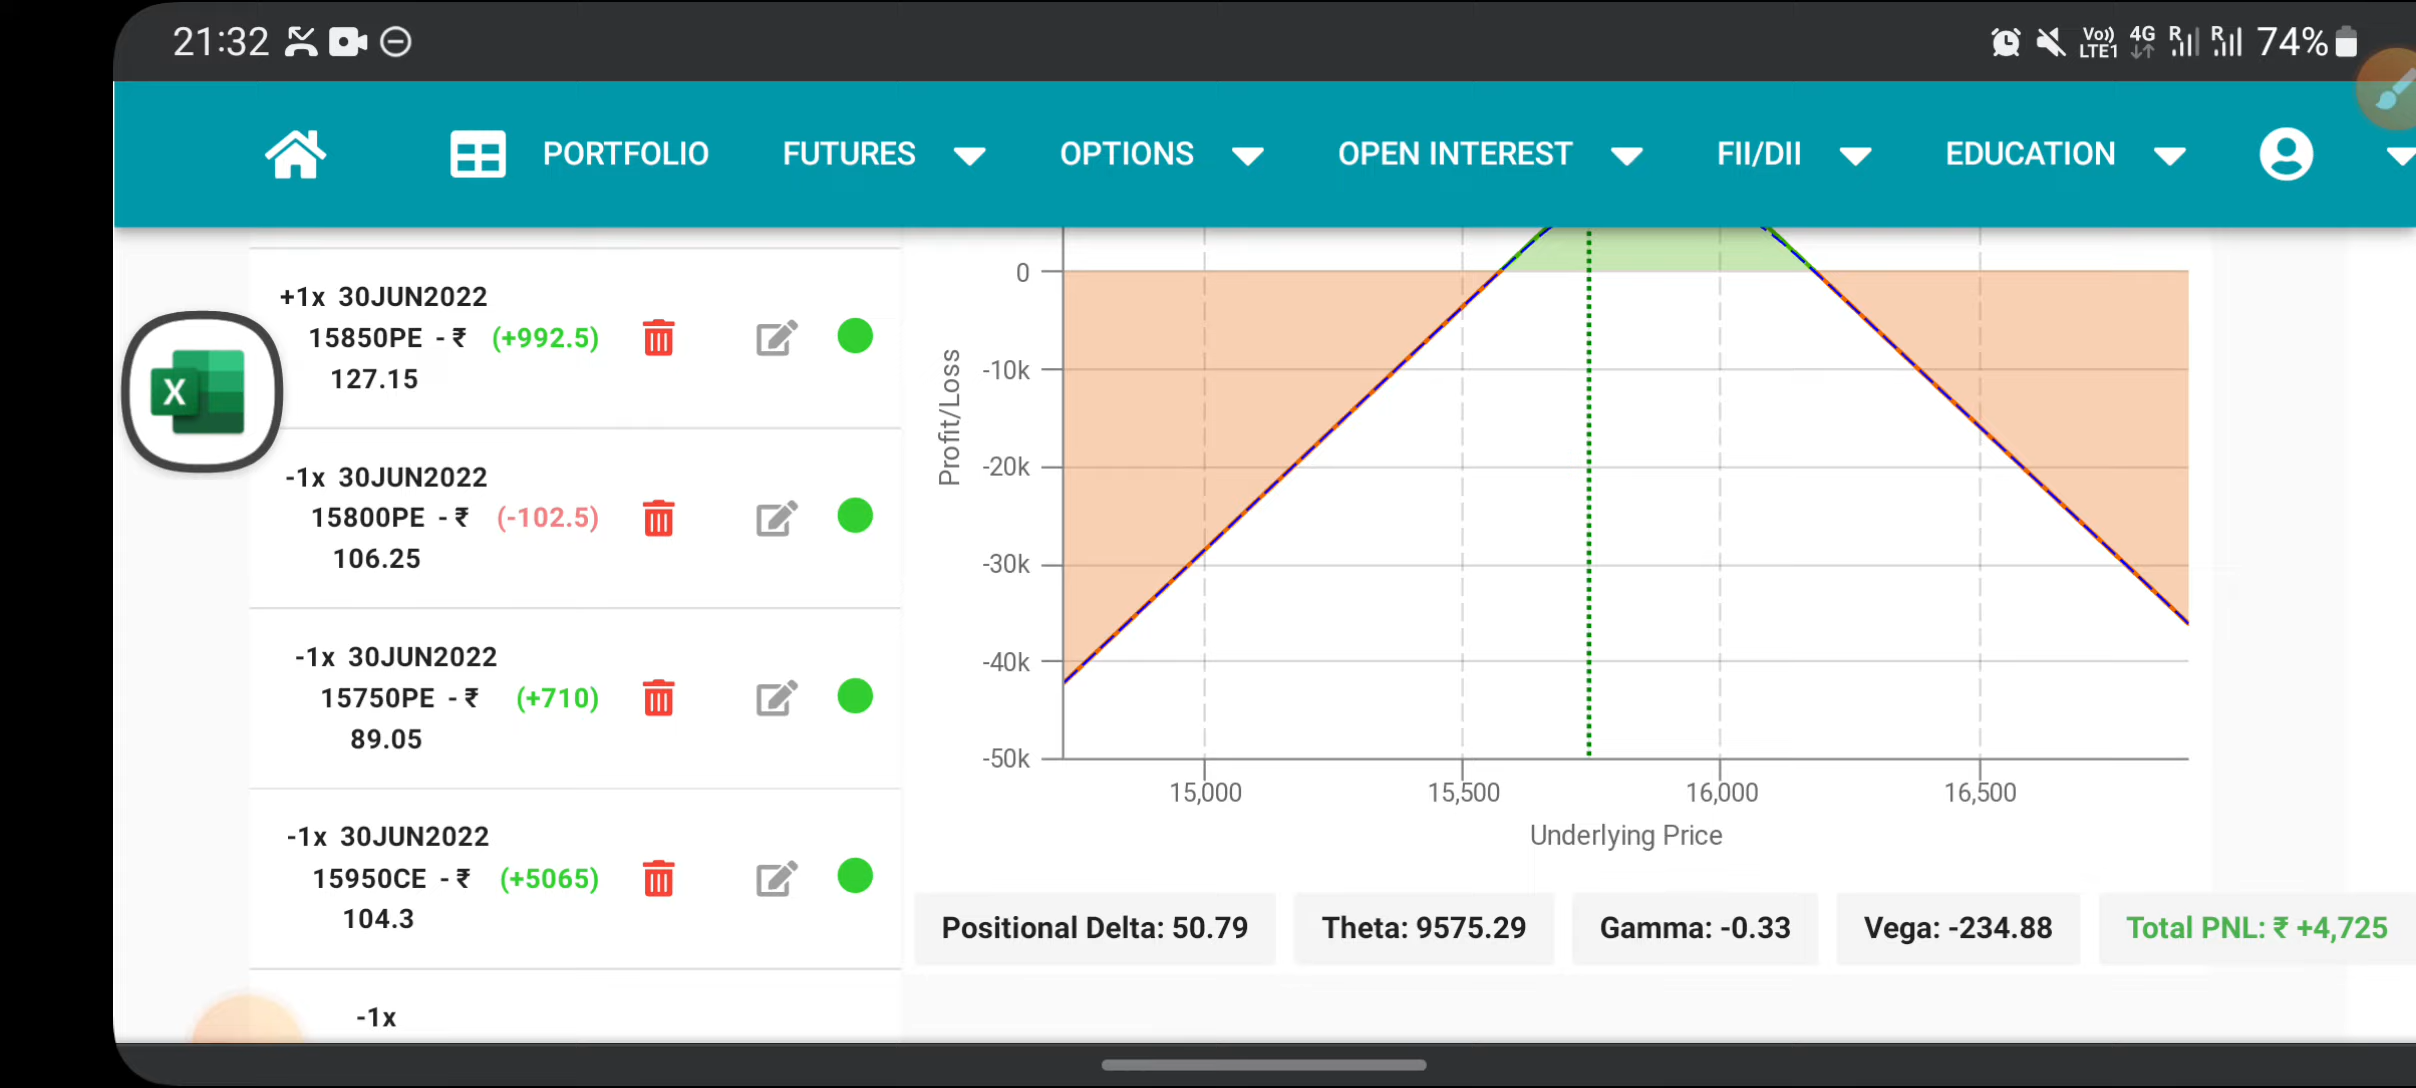 21:32
Vo)) LTE1 4G R R 74%
PORTFOLIO FUTURES OPTIONS OPEN INTEREST FII/DII EDUCATION
+1x 30JUN2022
15850PE - ₹ (+992.5)
127.15
-1x 30JUN2022
15800PE - ₹ (-102.5)
106.25
-1x 30JUN2022
15750PE - ₹ (+710)
89.05
-1x 30JUN2022
15950CE - ₹ (+5065)
104.3
-1x
X
Profit/Loss
0
-10k
-20k
-30k
-40k
-50k
15,000 15,500 16,000 16,500
Underlying Price
Positional Delta: 50.79 Theta: 9575.29 Gamma: -0.33 Vega: -234.88 Total PNL: ₹ +4,725